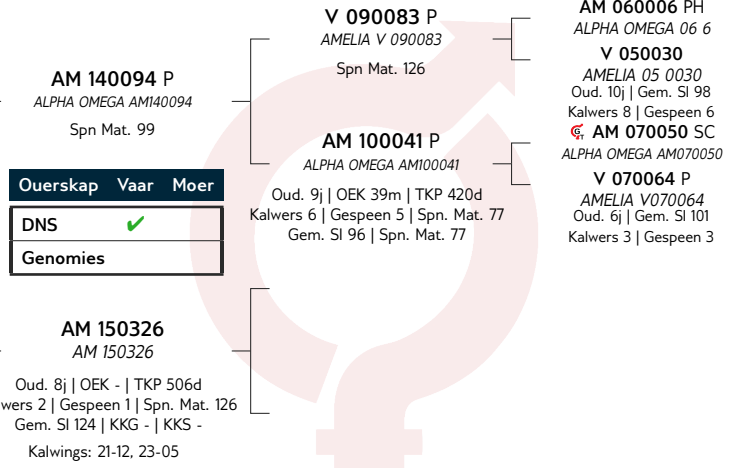 AM 140094 P
ALPHA OMEGA AM140094
Spn Mat. 99
Ouerskap Vaar Moer
DNS ✔
Genomies
AM 150326
AM 150326
Oud. 8j | OEK - | TKP 506d
wers 2 | Gespeen 1 | Spn. Mat. 126
Gem. SI 124 | KKG - | KKS -
Kalwings: 21-12, 23-05
V 090083 P
AMELIA V 090083
Spn Mat. 126
AM 100041 P
ALPHA OMEGA AM100041
Oud. 9j | OEK 39m | TKP 420d
Kalwers 6 | Gespeen 5 | Spn. Mat. 77
Gem. SI 96 | Spn. Mat. 77
AM 060006 PH
ALPHA OMEGA 06 6
V 050030
AMELIA 05 0030
Oud. 10j | Gem. SI 98
Kalwers 8 | Gespeen 6
AM 070050 SC
ALPHA OMEGA AM070050
V 070064 P
AMELIA V070064
Oud. 6j | Gem. SI 101
Kalwers 3 | Gespeen 3